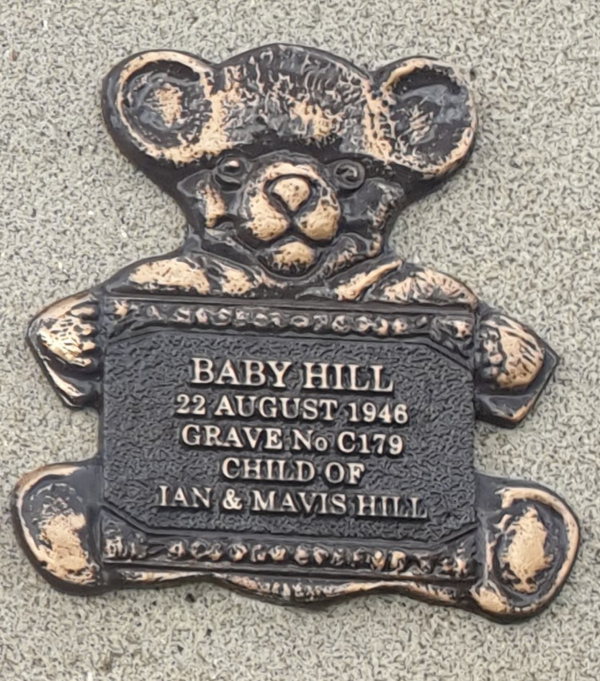 BABY HILL
22 AUGUST 1946
GRAVE No C179
CHILD OF
IAN & MAVIS HILL